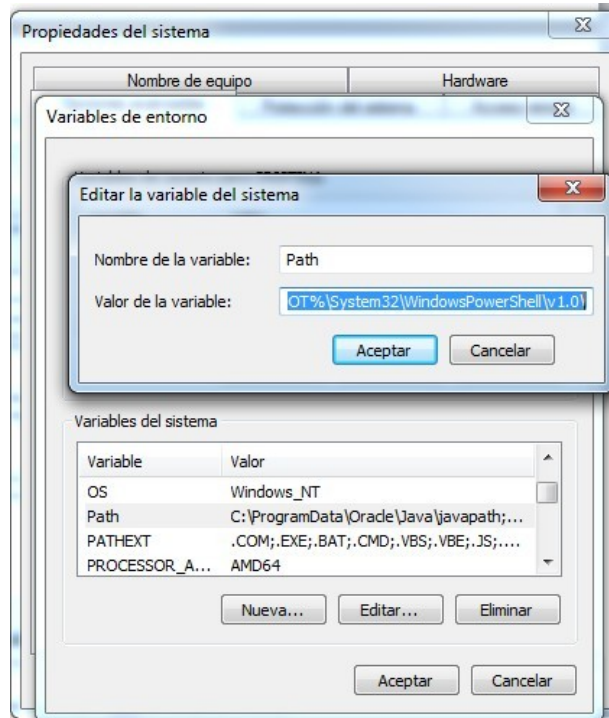 Propiedades del sistema
Nombre de equipo Hardware
Variables de entorno
Editar la variable del sistema
Nombre de la variable: Path
Valor de la variable: OT%\System32\WindowsPowerShell\v1.0\
Aceptar Cancelar
Variables del sistema
Variable Valor
OS Windows_NT
Path C:\ProgramData\Oracle\Java\javapath;...
PATHEXT .COM;.EXE;.BAT;.CMD;.VBS;.VBE;.JS;....
PROCESSOR_A... AMD64
Nueva... Editar... Eliminar
Aceptar Cancelar